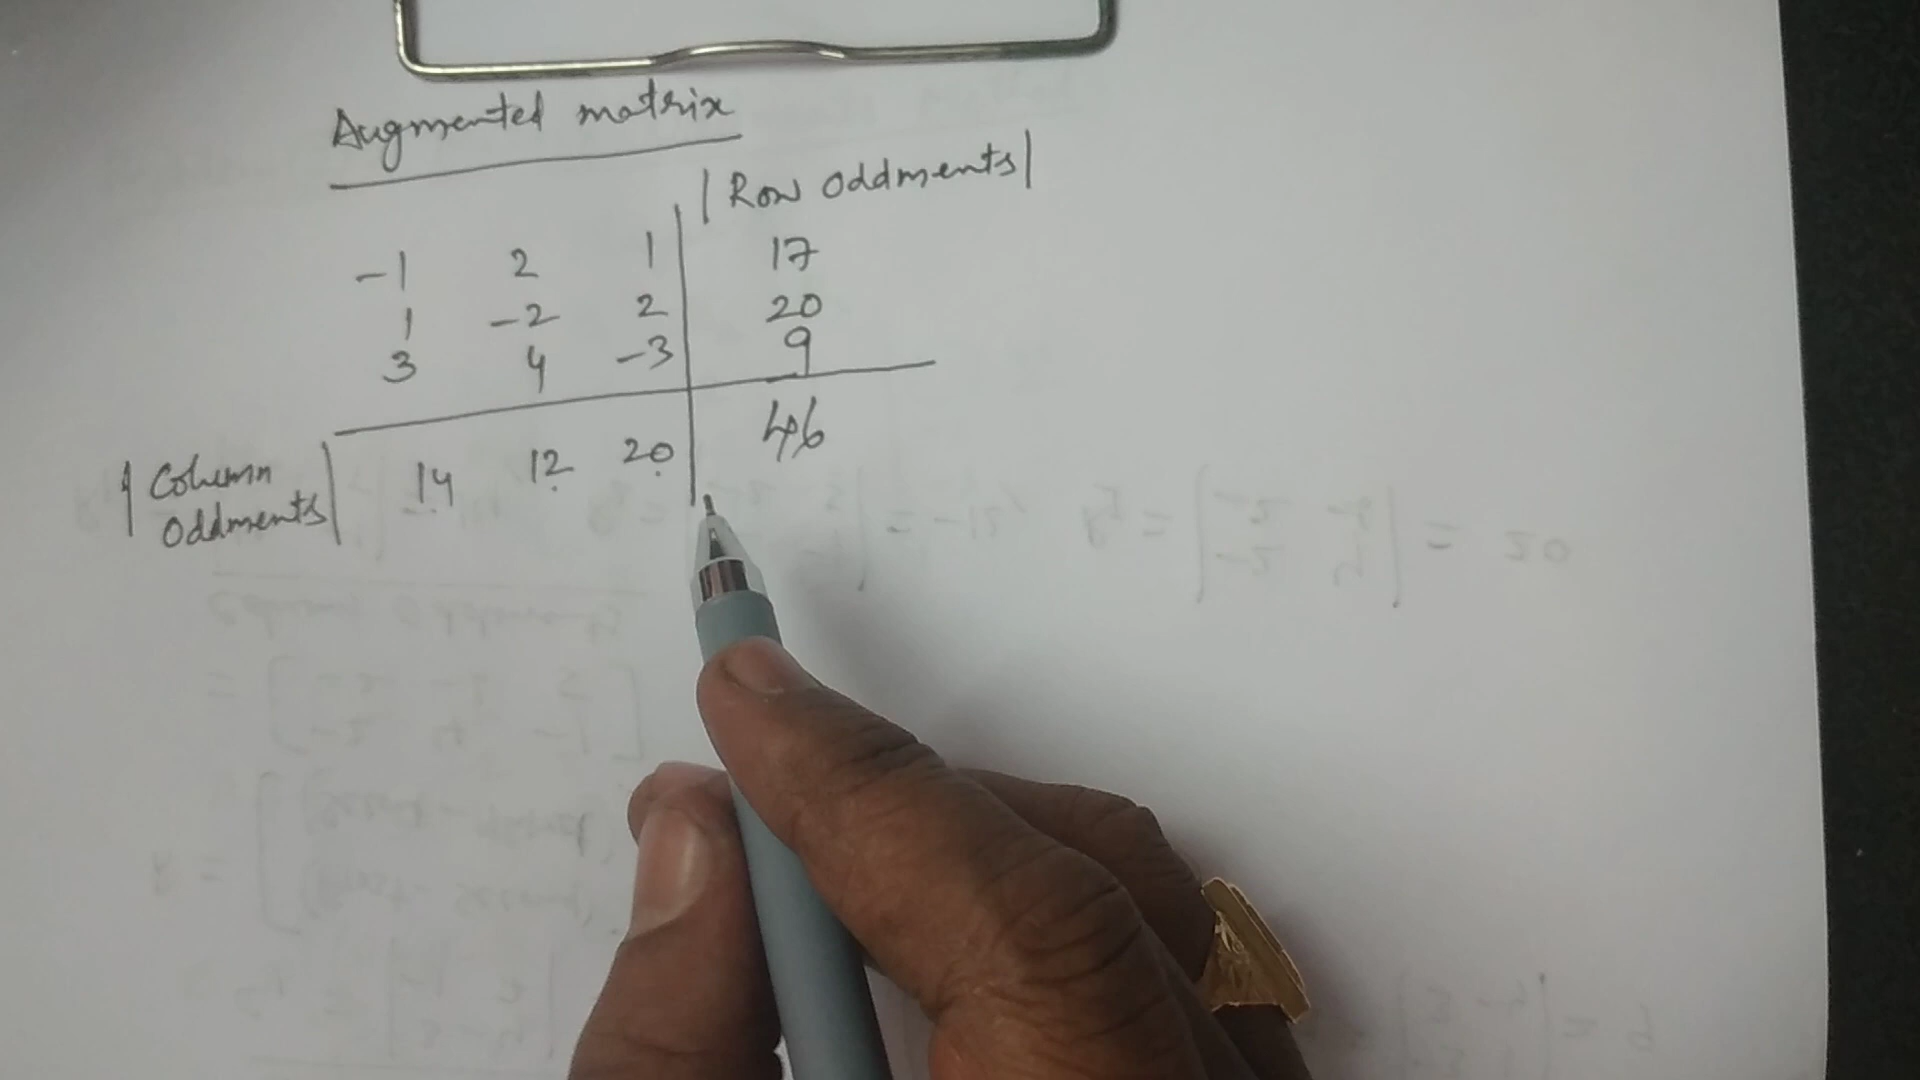 Augmented matrix
|Row Oddments|
-1 2 1 17
1 -2 2 20
3 4 -3 9
|Column Oddments| 14 12 20 46